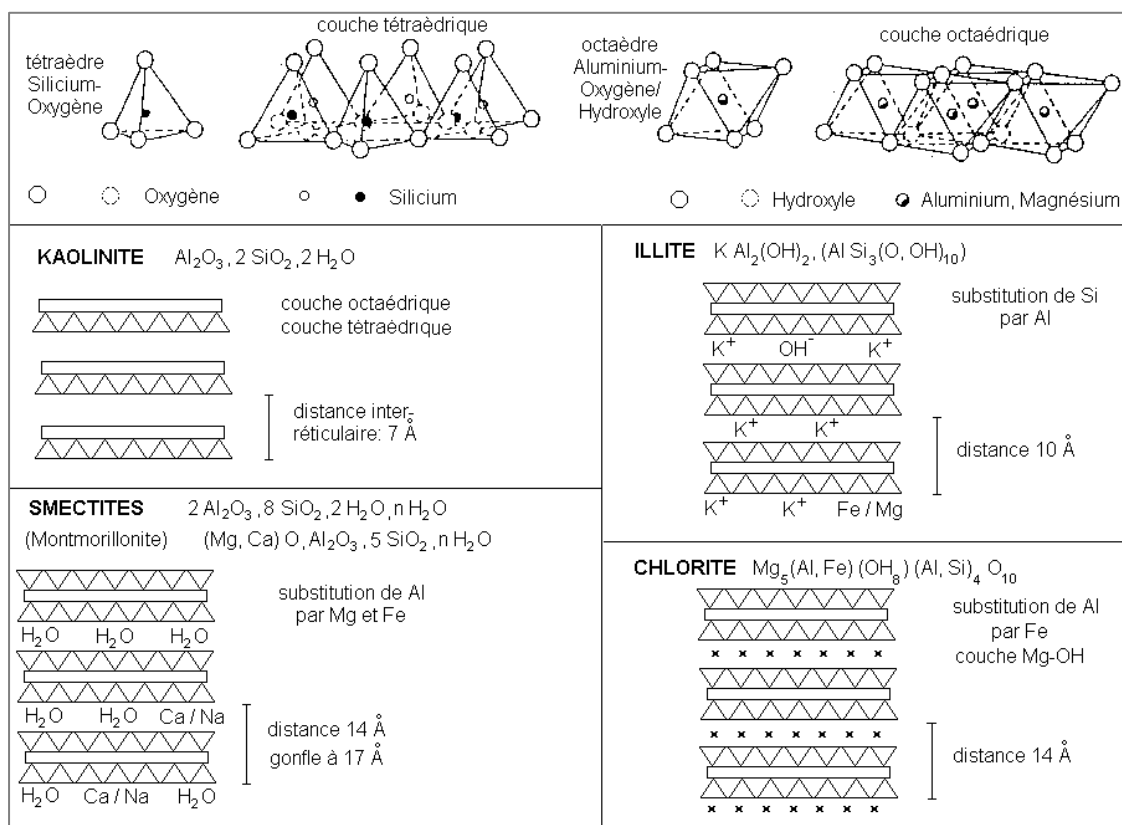 couche tétraèdrique
tétraèdre
Silicium-
Oxygène
octaèdre
Aluminium-
Oxygène/
Hydroxyle
couche octaédrique
Oxygène
Silicium
Hydroxyle
Aluminium, Magnésium
KAOLINITE Al2O3, 2 SiO2, 2 H2O
couche octaédrique
couche tétraèdrique
distance inter-
réticulaire: 7 Å
ILLITE K Al2(OH)2, (Al Si3(O, OH)10)
substitution de Si
par Al
K+ OH- K+
K+ K+
distance 10 Å
K+ K+ Fe / Mg
SMECTITES 2 Al2O3, 8 SiO2, 2 H2O, n H2O
(Montmorillonite) (Mg, Ca) O, Al2O3, 5 SiO2, n H2O
substitution de Al
par Mg et Fe
H2O H2O H2O
H2O H2O Ca / Na
distance 14 Å
gonfle à 17 Å
H2O Ca / Na H2O
CHLORITE Mg5(Al, Fe) (OH8) (Al, Si)4 O10
substitution de Al
par Fe
couche Mg-OH
distance 14 Å